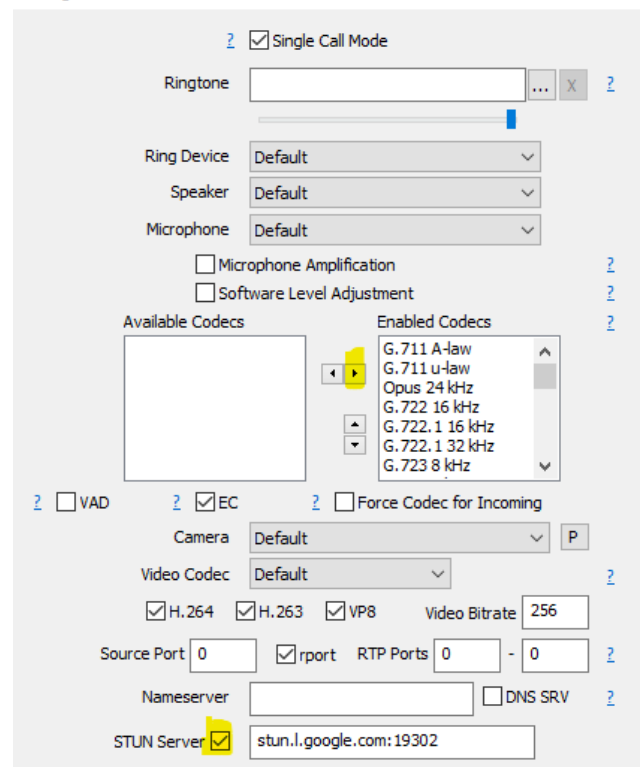 ? Single Call Mode
Ringtone ... X ?
Ring Device Default
Speaker Default
Microphone Default
Microphone Amplification ?
Software Level Adjustment ?
Available Codecs Enabled Codecs ?
G.711 A-law
G.711 u-law
Opus 24 kHz
G.722 16 kHz
G.722.1 16 kHz
G.722.1 32 kHz
G.723 8 kHz
? VAD ? EC ? Force Codec for Incoming
Camera Default P
Video Codec Default ?
H.264 H.263 VP8 Video Bitrate 256
Source Port 0 rport RTP Ports 0 - 0 ?
Nameserver DNS SRV ?
STUN Server stun.l.google.com:19302